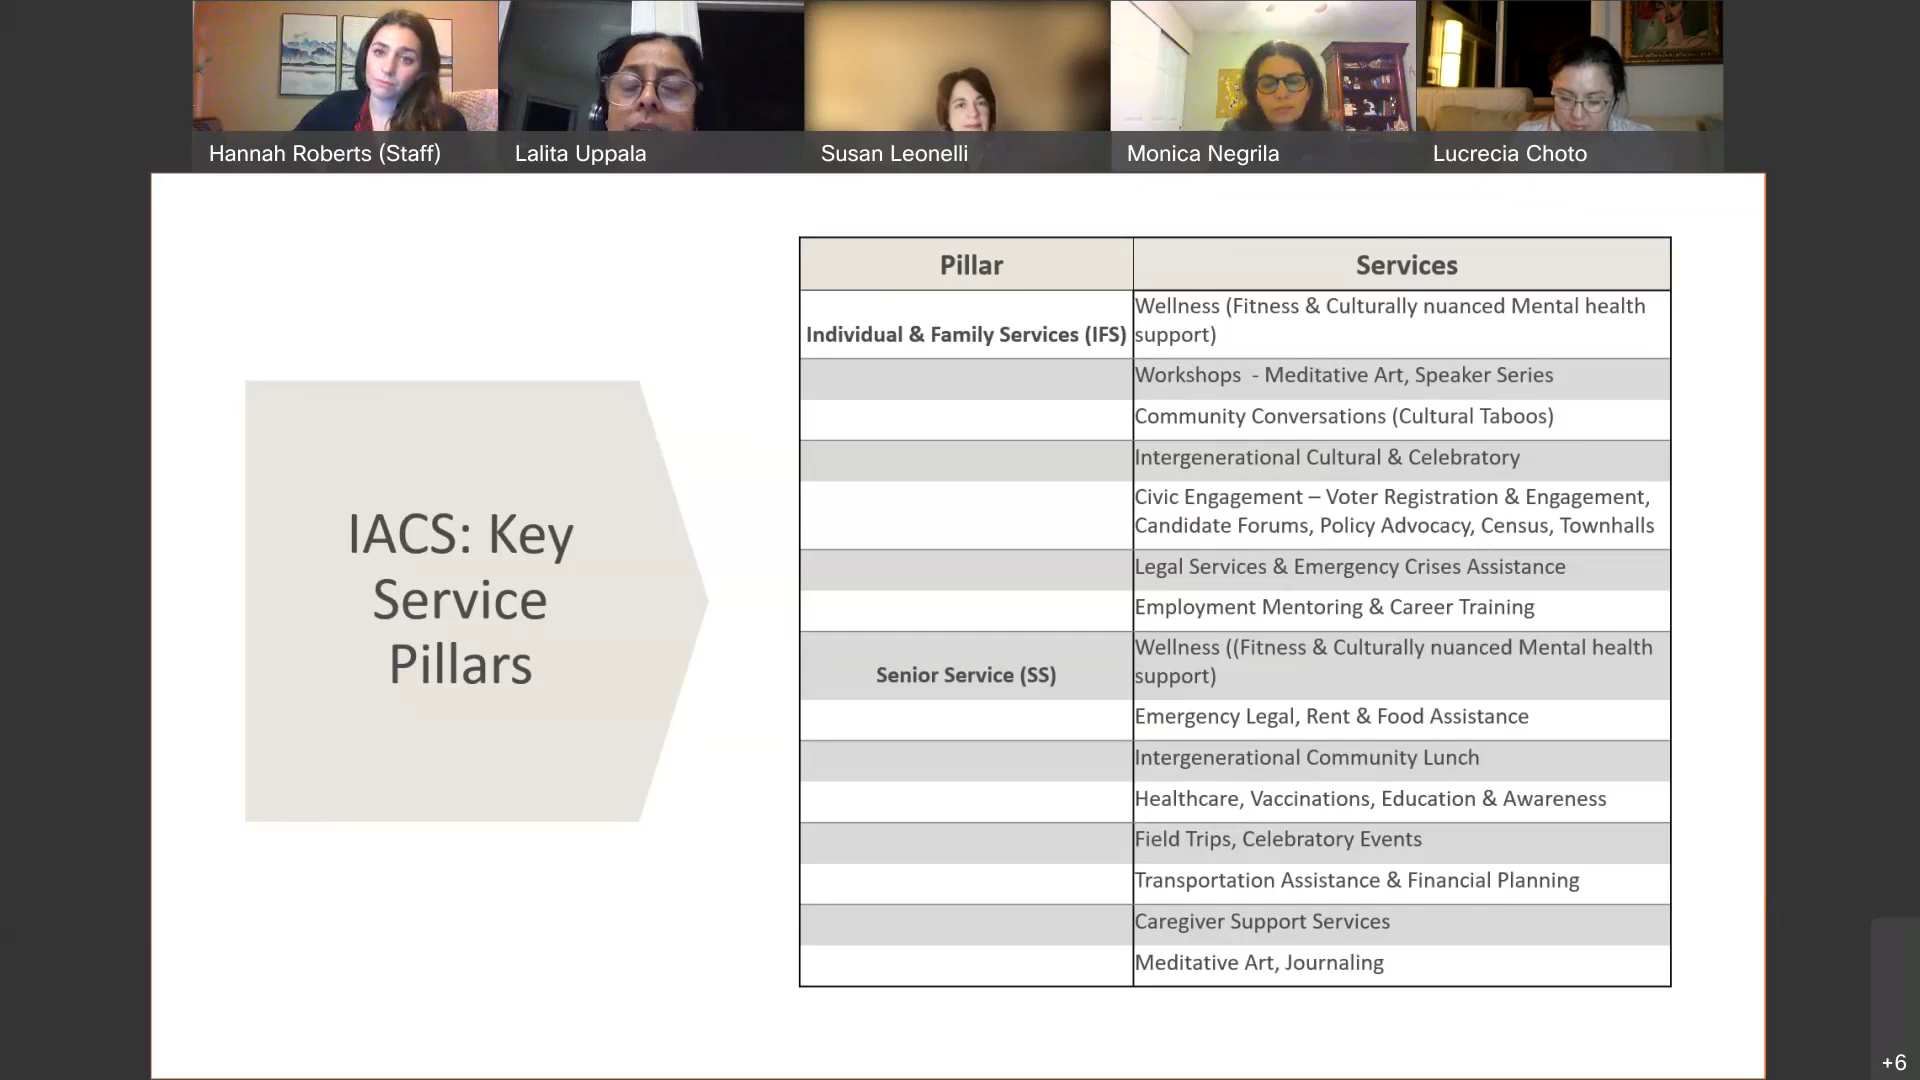 Hannah Roberts (Staff)
Lalita Uppala
Susan Leonelli
Monica Negrila
Lucrecia Choto
IACS: Key
Service
Pillars
Pillar
Services
Individual & Family Services (IFS)
Wellness (Fitness & Culturally nuanced Mental health
support)
Workshops  - Meditative Art, Speaker Series
Community Conversations (Cultural Taboos)
Intergenerational Cultural & Celebratory
Civic Engagement – Voter Registration & Engagement,
Candidate Forums, Policy Advocacy, Census, Townhalls
Legal Services & Emergency Crises Assistance
Employment Mentoring & Career Training
Senior Service (SS)
Wellness ((Fitness & Culturally nuanced Mental health
support)
Emergency Legal, Rent & Food Assistance
Intergenerational Community Lunch
Healthcare, Vaccinations, Education & Awareness
Field Trips, Celebratory Events
Transportation Assistance & Financial Planning
Caregiver Support Services
Meditative Art, Journaling
+6